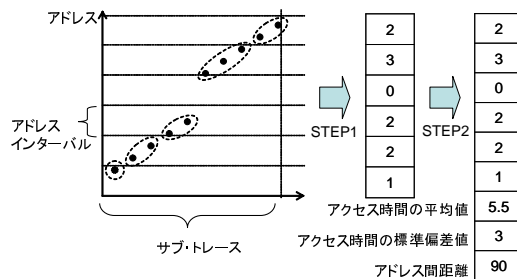 アドレス
アドレス
インターバル
サブ・トレース
STEP1
2
3
0
2
2
1
STEP2
2
3
0
2
2
1
アクセス時間の平均値 5.5
アクセス時間の標準偏差値 3
アドレス間距離 90